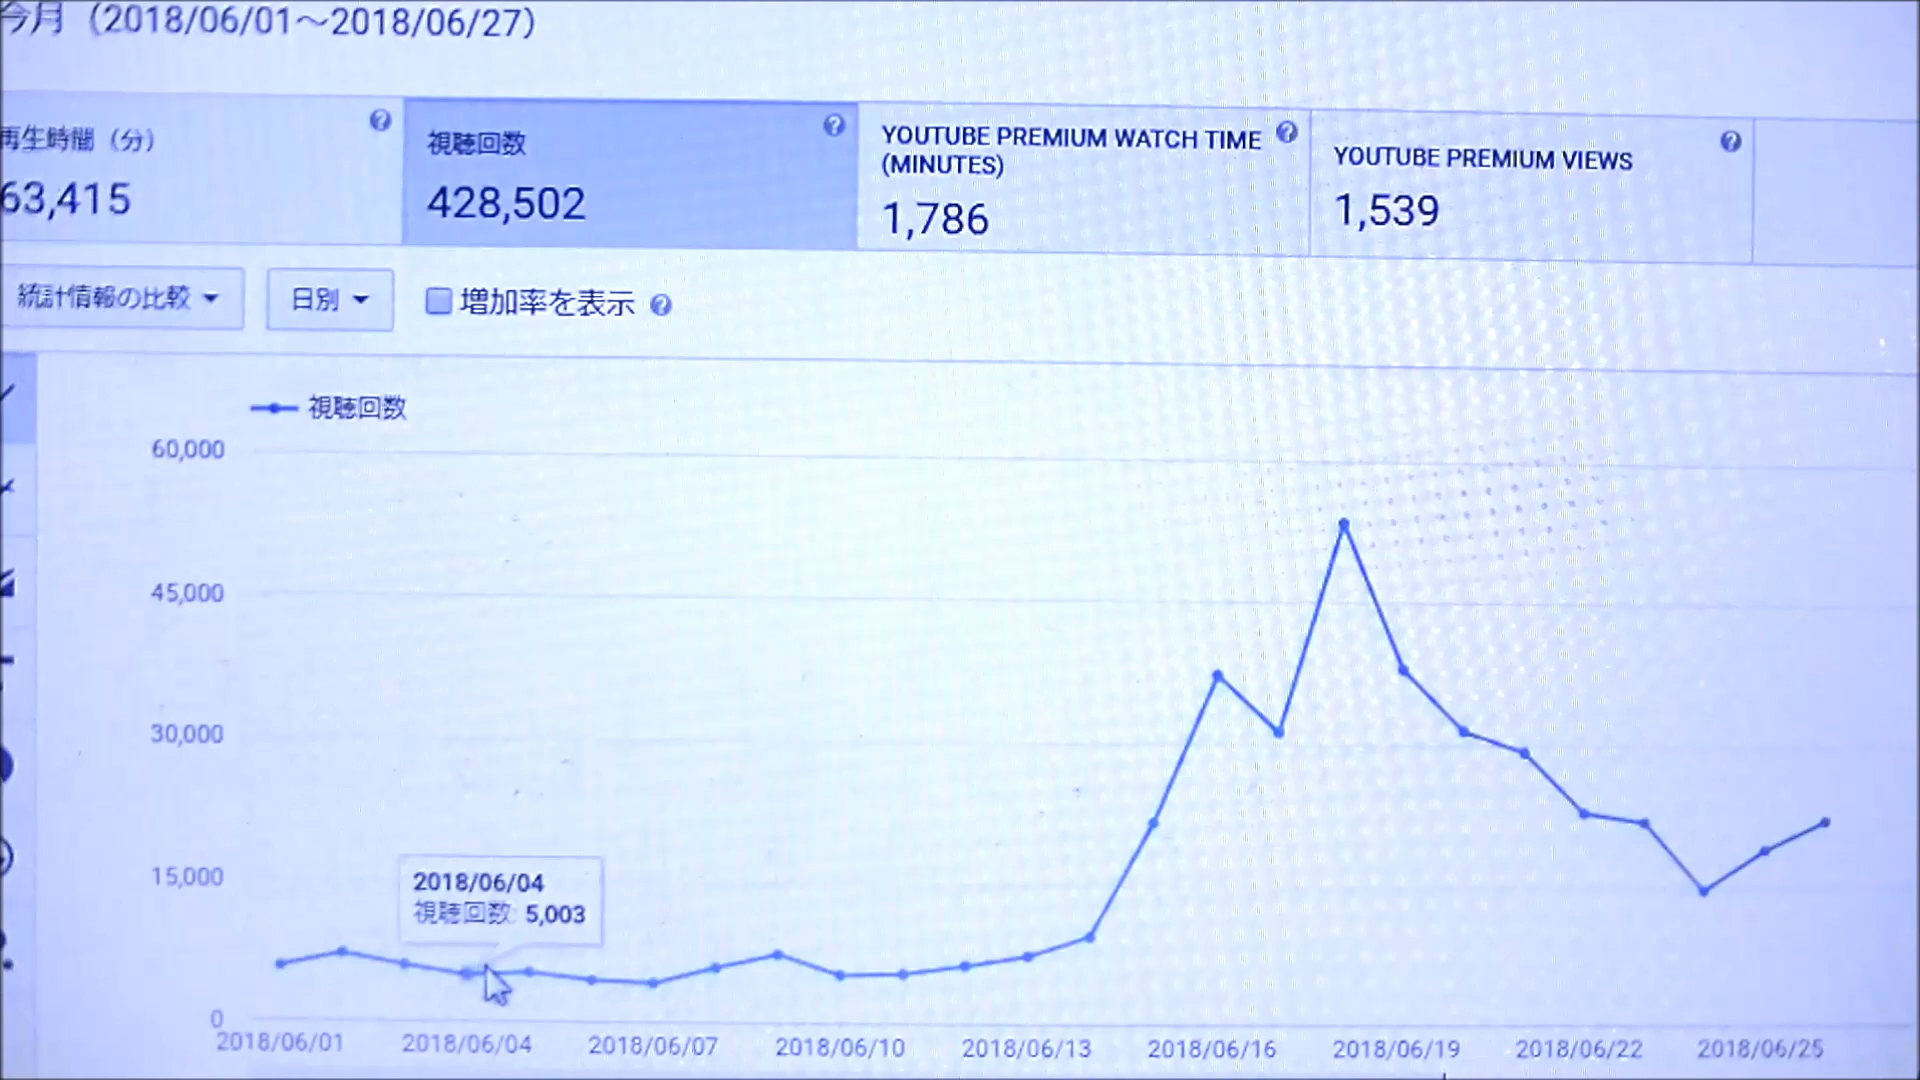 今月（2018/06/01～2018/06/27）
再生時間（分）
63,415
視聴回数
428,502
YOUTUBE PREMIUM WATCH TIME
(MINUTES)
1,786
YOUTUBE PREMIUM VIEWS
1,539
統計情報の比較
日別
増加率を表示
視聴回数
60,000
45,000
30,000
15,000
0
2018/06/04
視聴回数: 5,003
2018/06/01 2018/06/04 2018/06/07 2018/06/10 2018/06/13 2018/06/16 2018/06/19 2018/06/22 2018/06/25